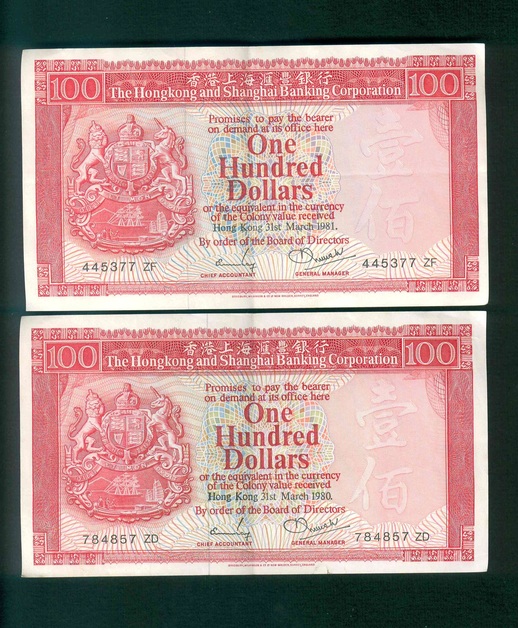 100 香港上海滙豐銀行 100
The Hongkong and Shanghai Banking Corporation
Promises to pay the bearer
on demand at its office here
One
Hundred
Dollars
or the equivalent in the currency
of the Colony value received
Hong Kong 31st March 1981.
By order of the Board of Directors
445377 ZF
445377 ZF
CHIEF ACCOUNTANT
GENERAL MANAGER
壹
佰
100 香港上海滙豐銀行 100
The Hongkong and Shanghai Banking Corporation
Promises to pay the bearer
on demand at its office here
One
Hundred
Dollars
or the equivalent in the currency
of the Colony value received
Hong Kong 31st March 1980.
By order of the Board of Directors
784857 ZD
784857 ZD
CHIEF ACCOUNTANT
GENERAL MANAGER
壹
佰